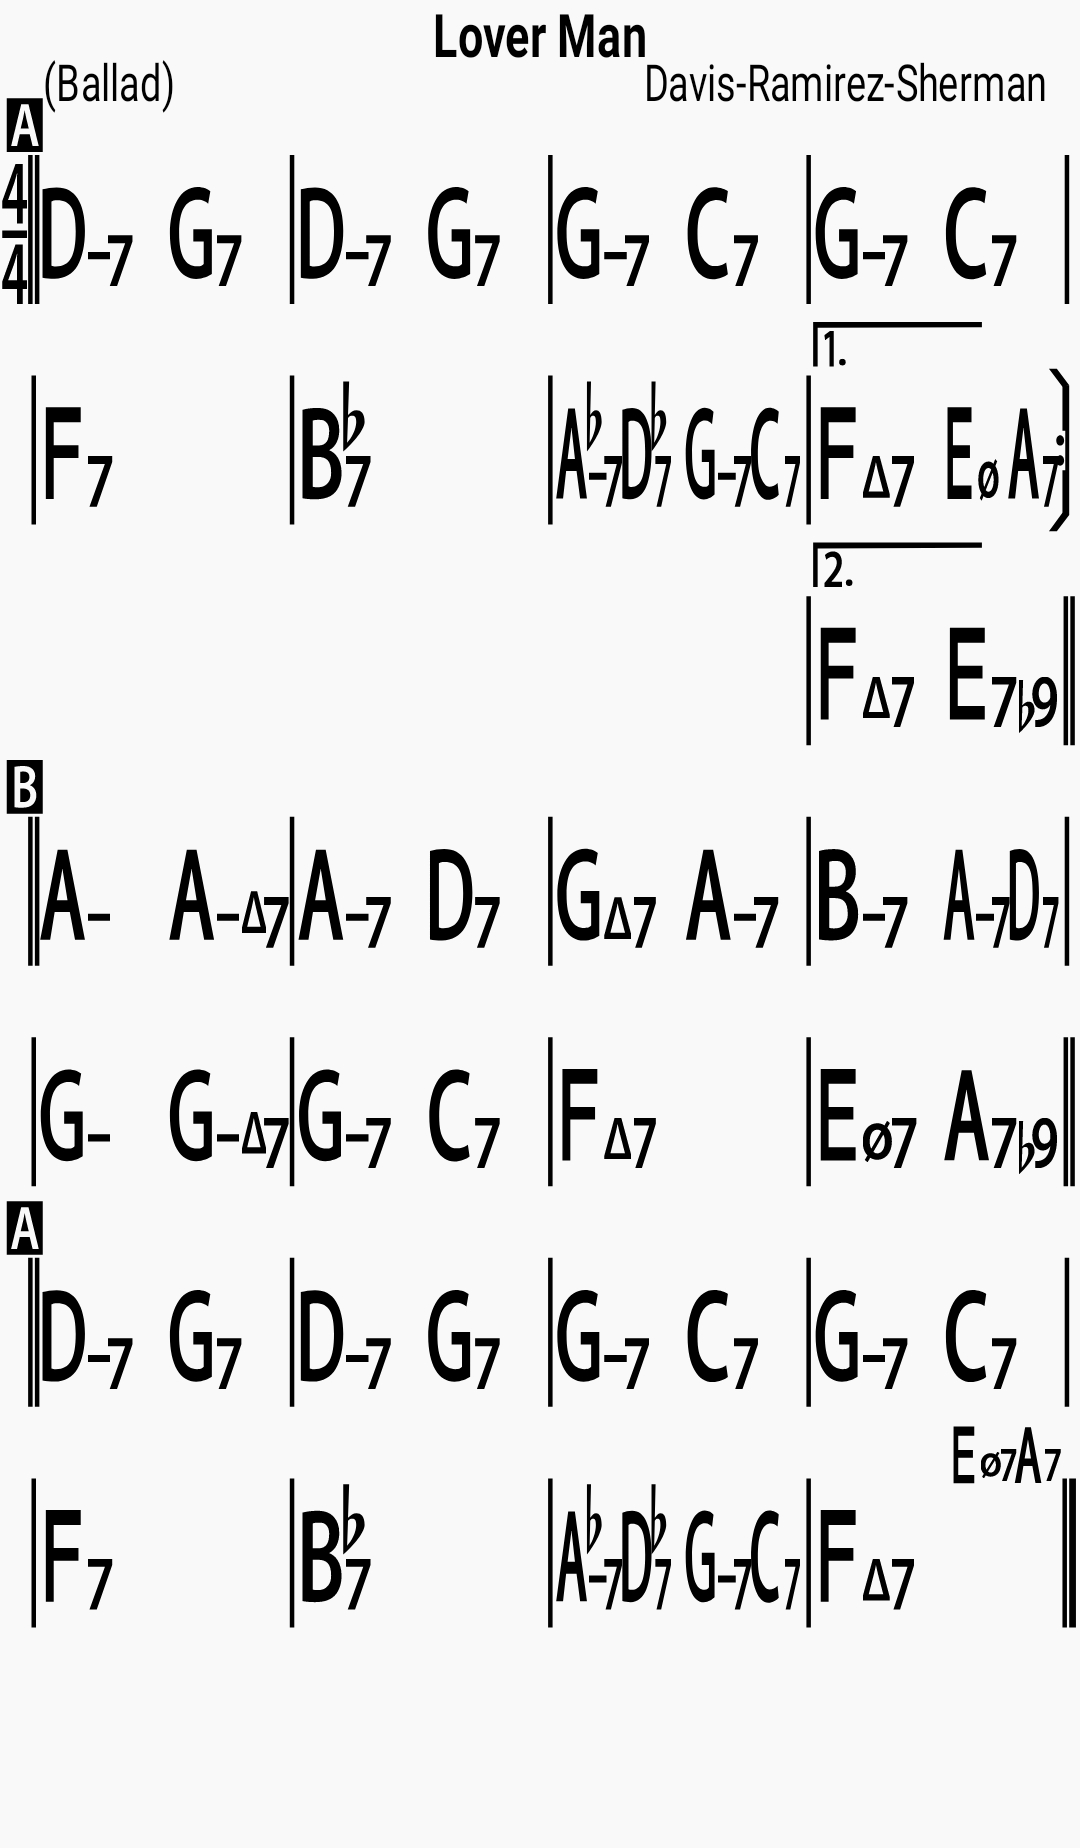 Lover Man
(Ballad) Davis-Ramirez-Sherman
A
4/4 D–7 G7 D–7 G7 G–7 C7 G–7 C7
1.
F7 B♭7 A♭–7 D♭7 G–7 C7 FΔ7 Eø A7
2.
FΔ7 E7♭9
B
A– A–Δ7 A–7 D7 GΔ7 A–7 B–7 A–7 D7
G– G–Δ7 G–7 C7 FΔ7 Eø7 A7♭9
A
D–7 G7 D–7 G7 G–7 C7 G–7 C7
Eø7 A7
F7 B♭7 A♭–7 D♭7 G–7 C7 FΔ7